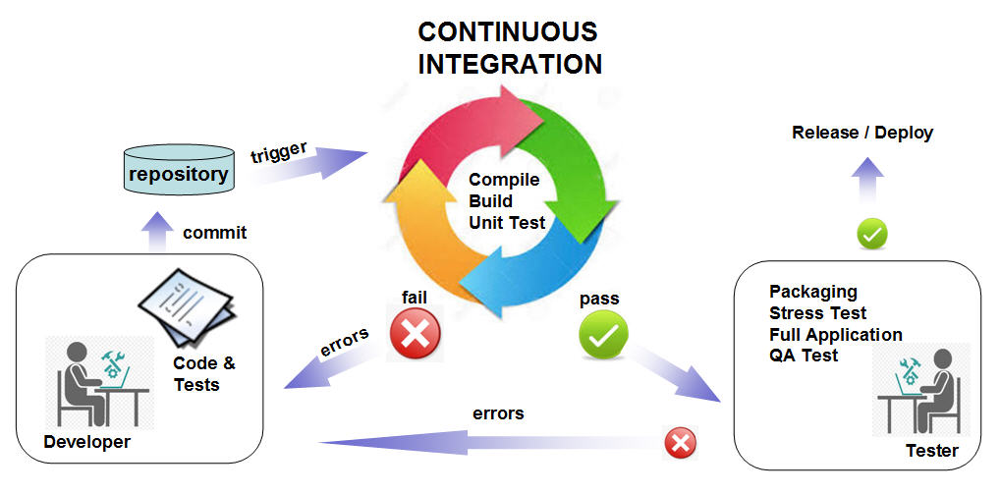 CONTINUOUS
INTEGRATION
Release / Deploy
trigger
repository
Compile
Build
Unit Test
commit
fail
pass
Packaging
Stress Test
Full Application
QA Test
errors
Code &
Tests
errors
Developer
Tester